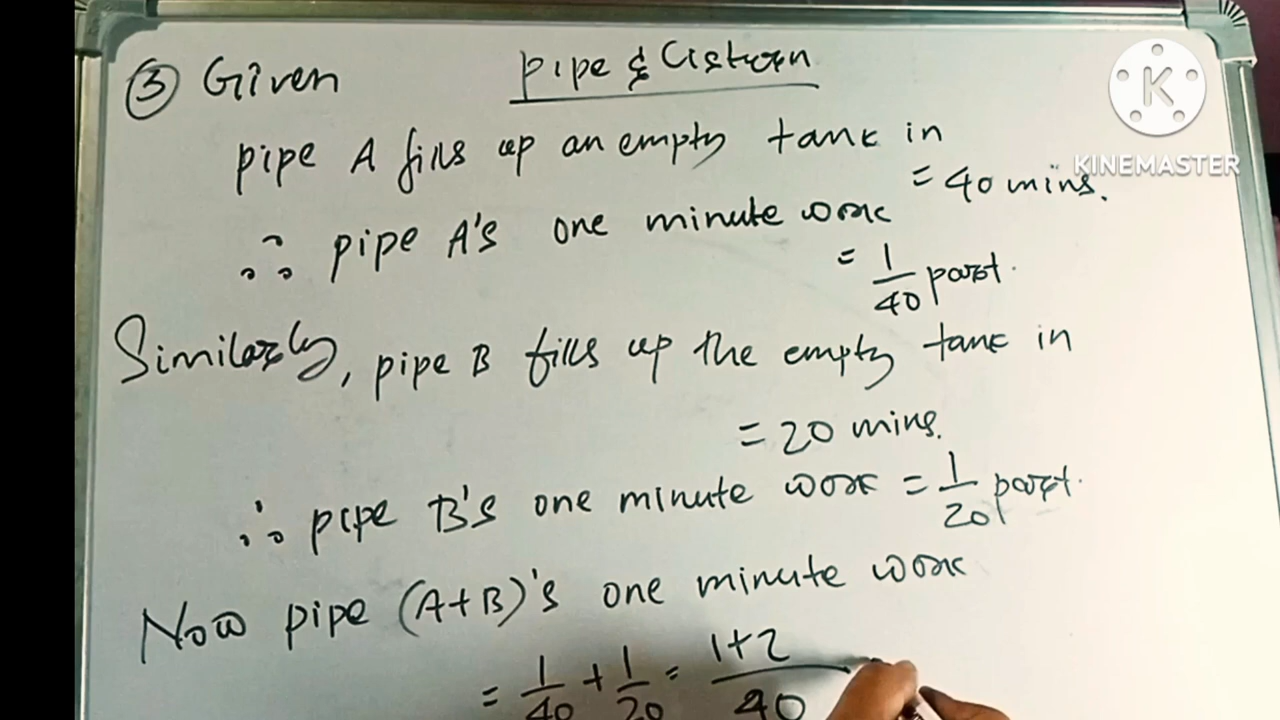 ③ Given
Pipe & Cistern
K
KINEMASTER
pipe A fills up an empty tank in
= 40 mins.
∴ pipe A's one minute work
= 1/40 part.
Similarly, pipe B fills up the empty tank in
= 20 mins.
∴ pipe B's one minute work = 1/20 part.
Now pipe (A+B)'s one minute work
= 1/40 + 1/20 = 1+2/40